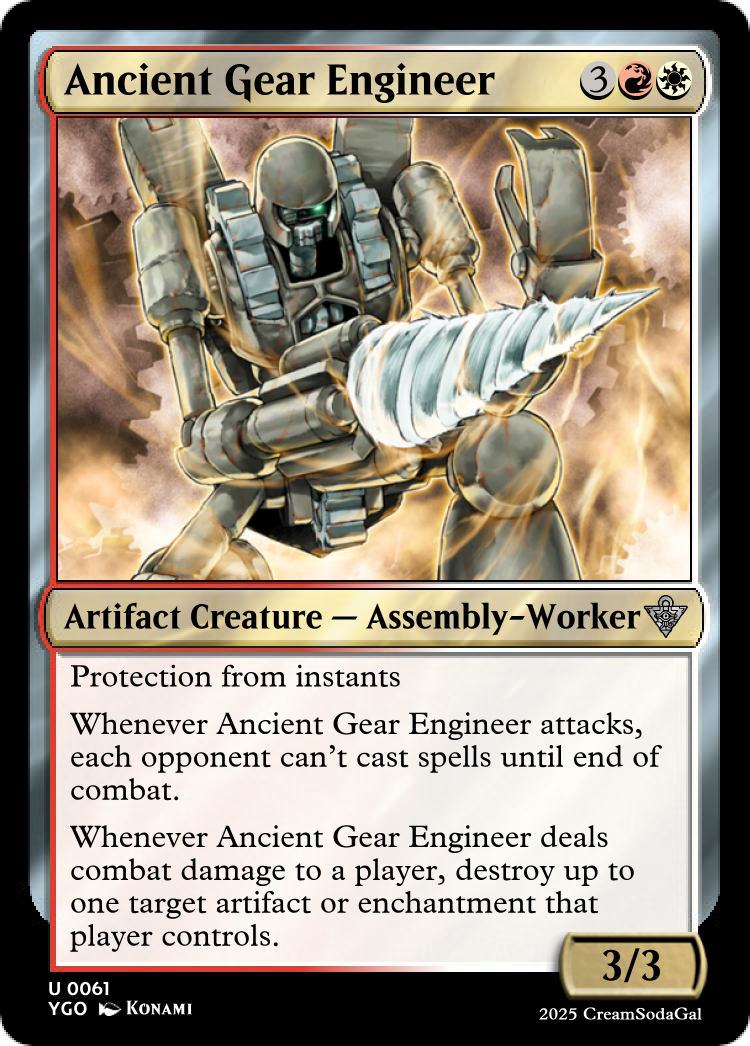 Ancient Gear Engineer 3
Artifact Creature — Assembly-Worker
Protection from instants
Whenever Ancient Gear Engineer attacks,
each opponent can't cast spells until end of
combat.
Whenever Ancient Gear Engineer deals
combat damage to a player, destroy up to
one target artifact or enchantment that
player controls.
3/3
U 0061
YGO KONAMI
2025 CreamSodaGal